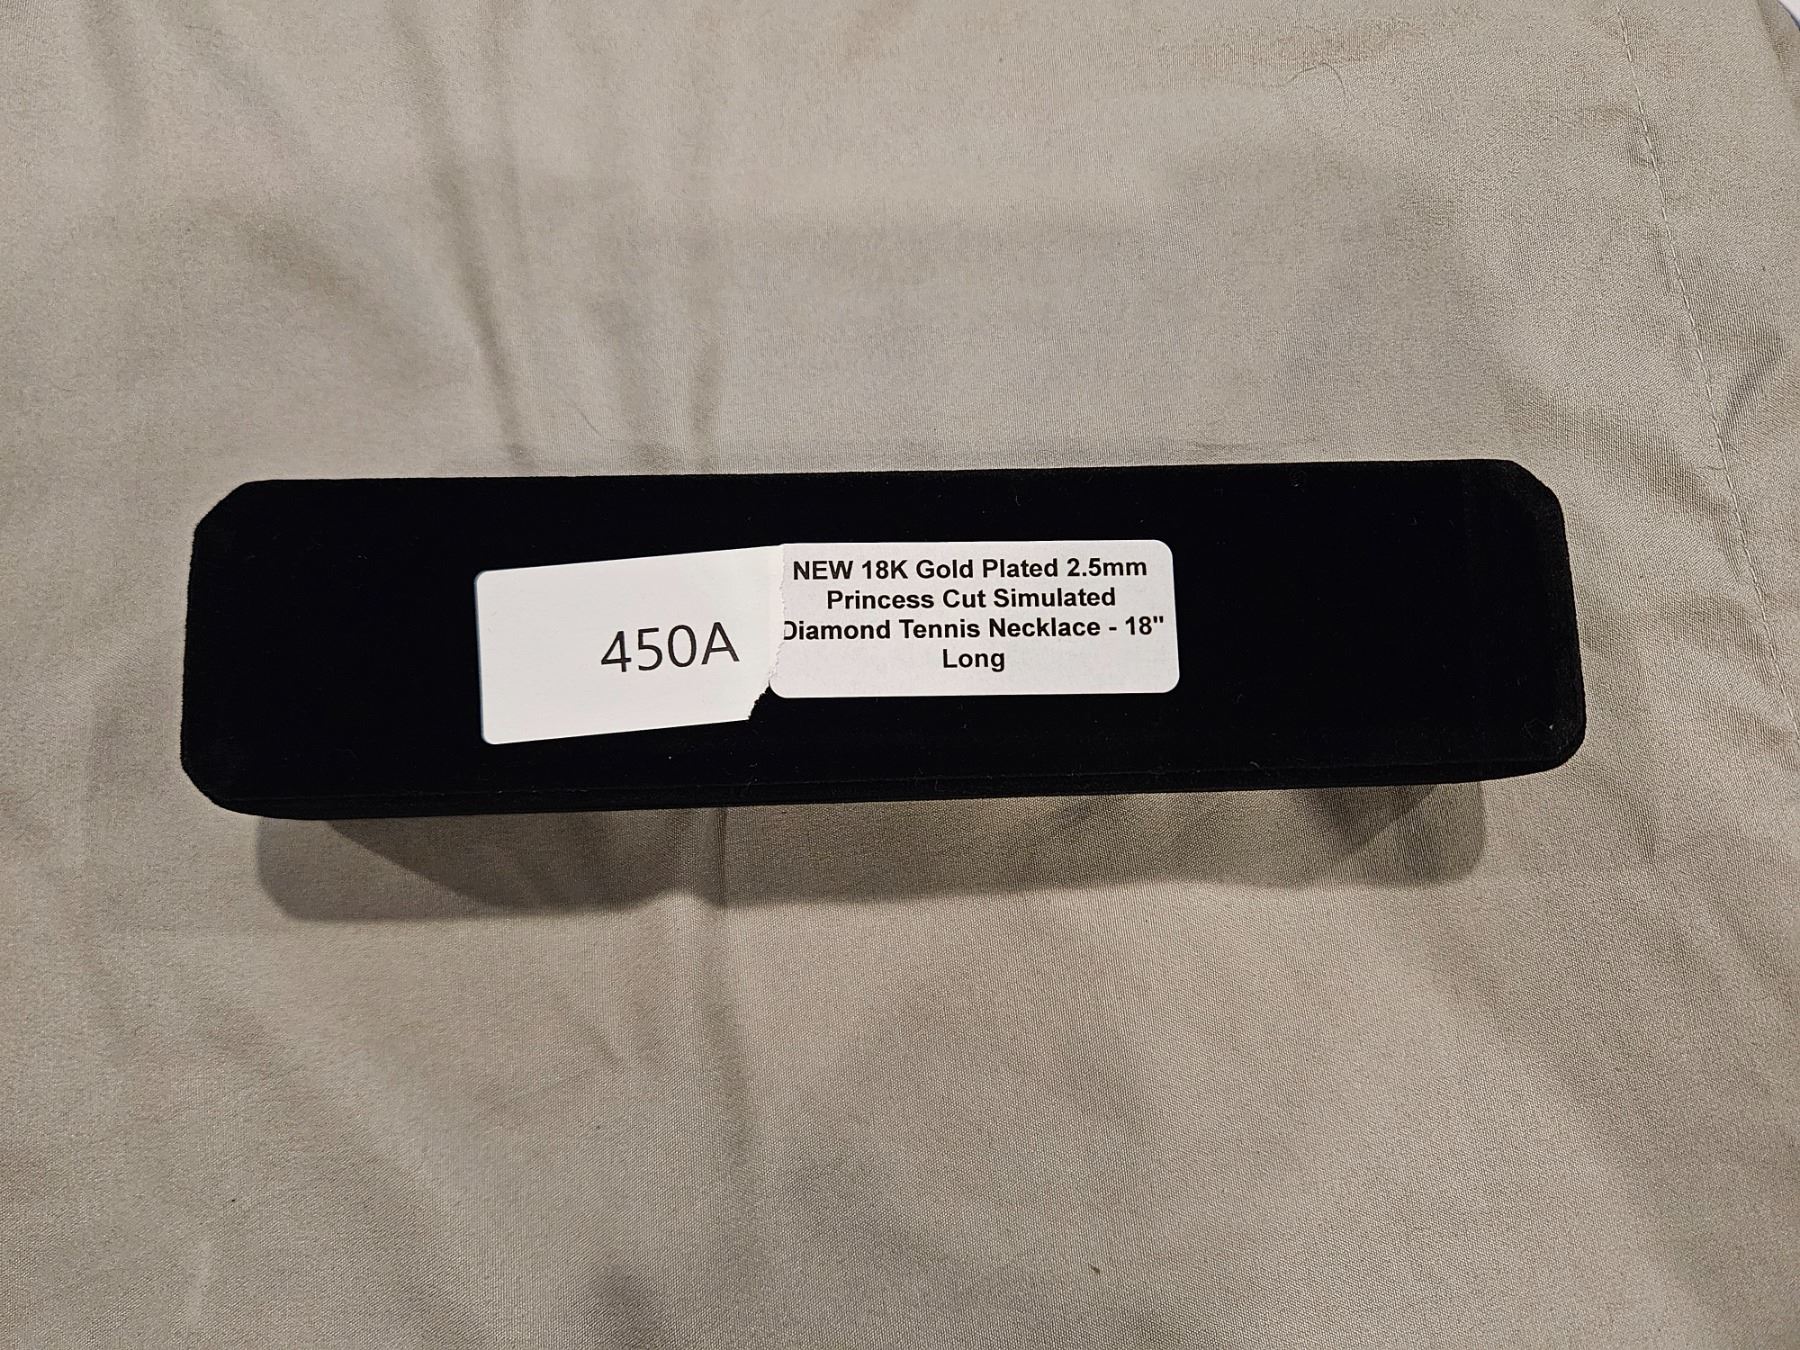 450A
NEW 18K Gold Plated 2.5mm
Princess Cut Simulated
Diamond Tennis Necklace - 18"
Long